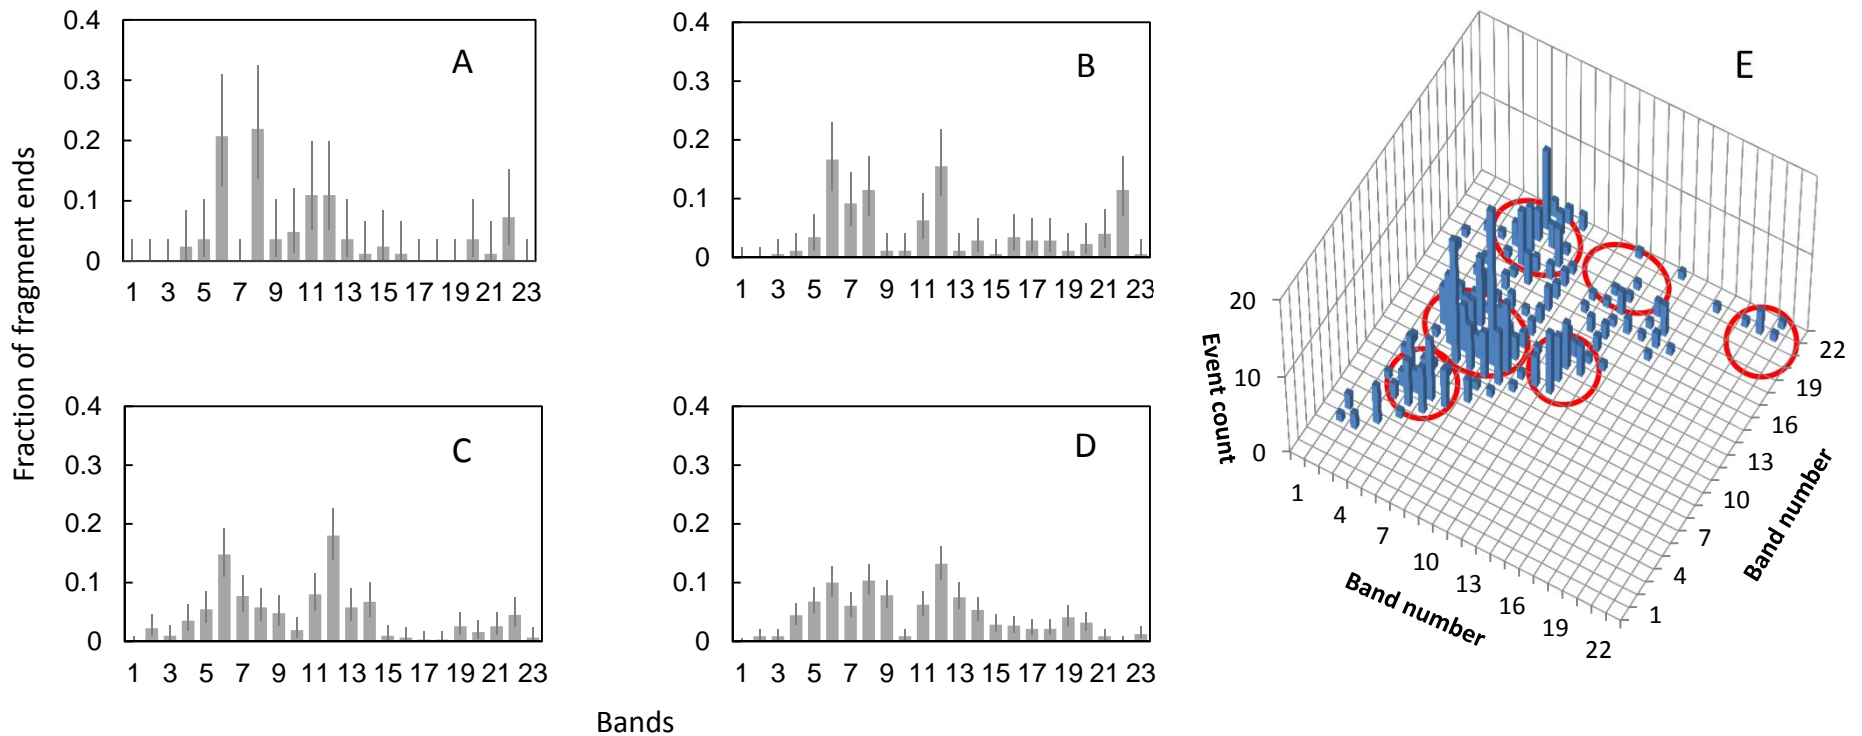 Fraction of fragment ends
0.4
0.3
0.2
0.1
0
A
1 3 5 7 9 11 13 15 17 19 21 23
0.4
0.3
0.2
0.1
0
B
1 3 5 7 9 11 13 15 17 19 21 23
0.4
0.3
0.2
0.1
0
C
1 3 5 7 9 11 13 15 17 19 21 23
0.4
0.3
0.2
0.1
0
D
1 3 5 7 9 11 13 15 17 19 21 23
Bands
E
20
10
0
Event count
1 4 7 10 13 16 19 22
Band number
22
19
16
13
10
7
4
1
Band number